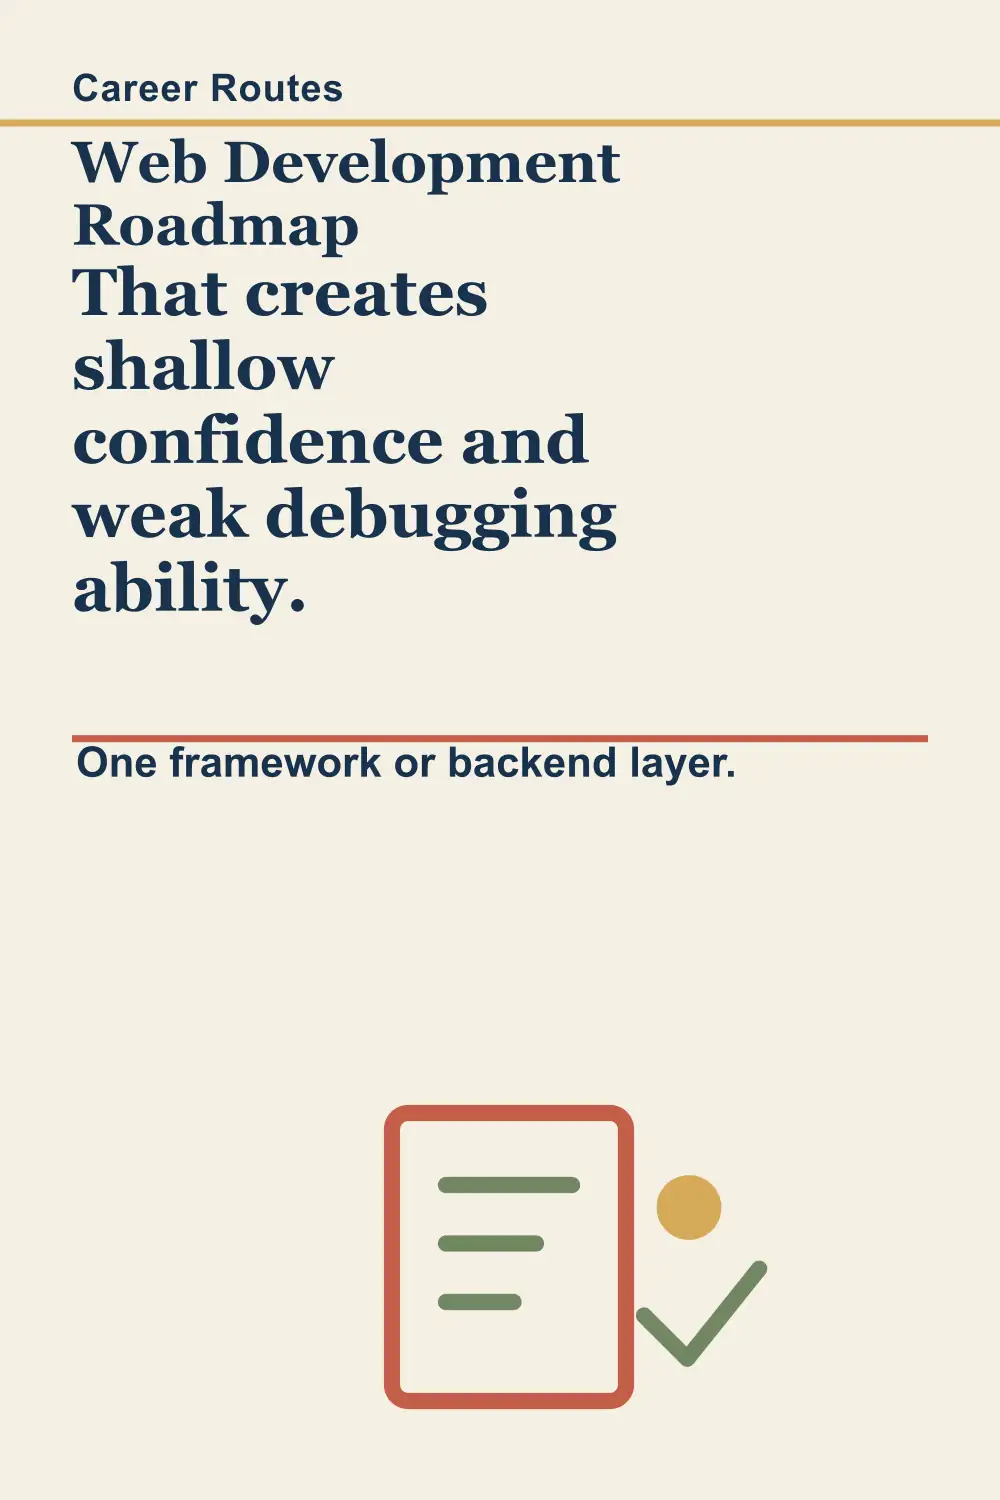 Career Routes
Web Development
Roadmap
That creates
shallow
confidence and
weak debugging
ability.
One framework or backend layer.